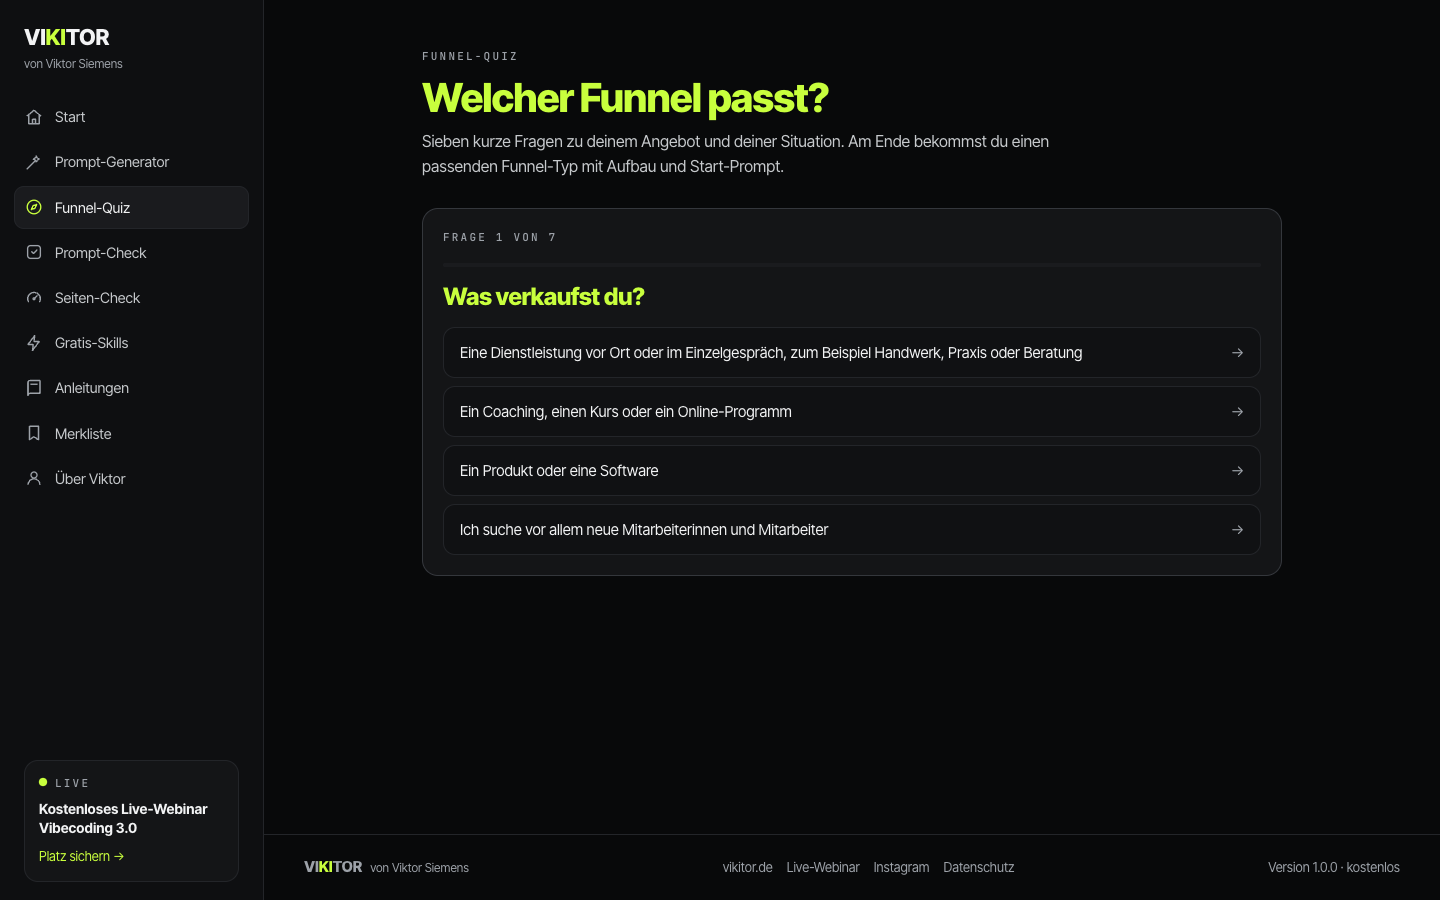 VIKITOR
von Viktor Siemens
Start
Prompt-Generator
Funnel-Quiz
Prompt-Check
Seiten-Check
Gratis-Skills
Anleitungen
Merkliste
Über Viktor
LIVE
Kostenloses Live-Webinar
Vibecoding 3.0
Platz sichern →
FUNNEL-QUIZ
Welcher Funnel passt?
Sieben kurze Fragen zu deinem Angebot und deiner Situation. Am Ende bekommst du einen
passenden Funnel-Typ mit Aufbau und Start-Prompt.
FRAGE 1 VON 7
Was verkaufst du?
Eine Dienstleistung vor Ort oder im Einzelgespräch, zum Beispiel Handwerk, Praxis oder Beratung →
Ein Coaching, einen Kurs oder ein Online-Programm →
Ein Produkt oder eine Software →
Ich suche vor allem neue Mitarbeiterinnen und Mitarbeiter →
VIKITOR von Viktor Siemens
vikitor.de Live-Webinar Instagram Datenschutz
Version 1.0.0 · kostenlos